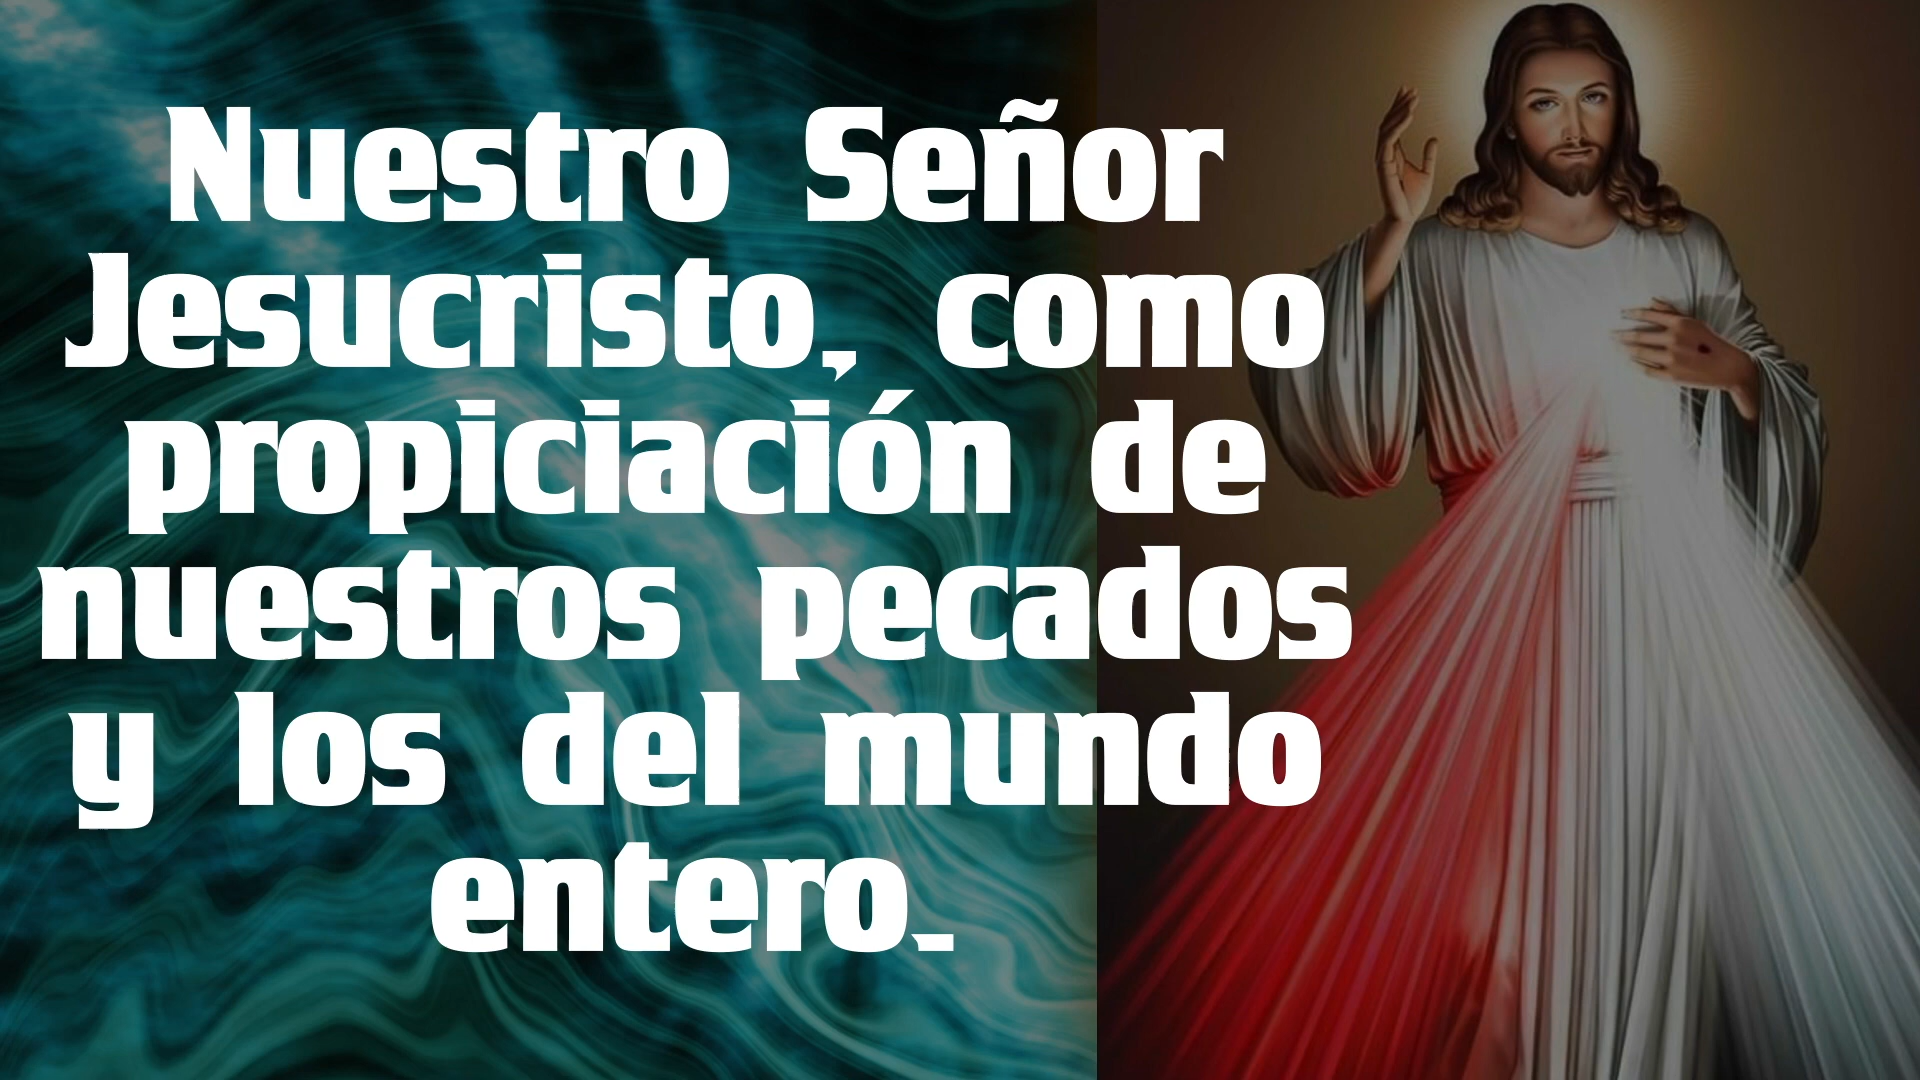 Nuestro Señor
Jesucristo, como
propiciación de
nuestros pecados
y los del mundo
entero.